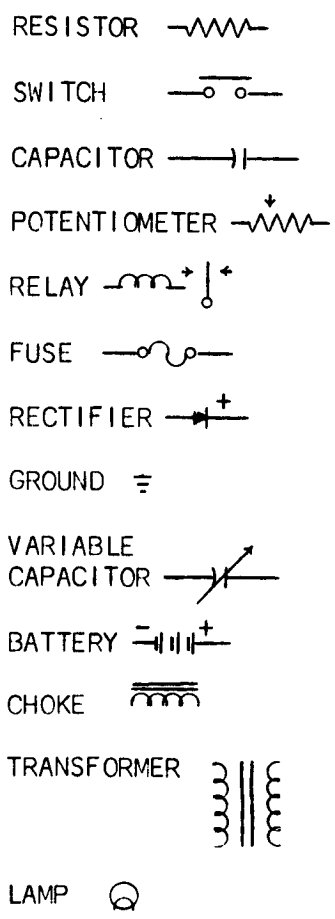 RESISTOR
SWITCH
CAPACITOR
POTENTIOMETER
RELAY
FUSE
RECTIFIER +
GROUND
VARIABLE
CAPACITOR
BATTERY - +
CHOKE
TRANSFORMER
LAMP